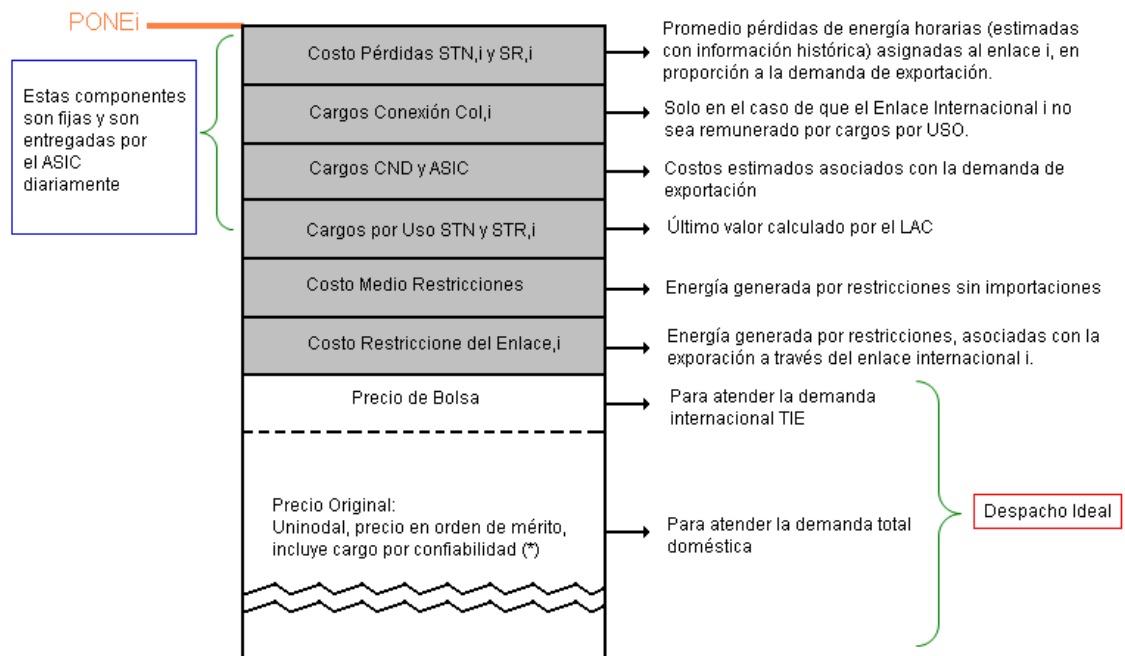 PONEi
Estas componentes
son fijas y son
entregadas por
el ASIC
diariamente
Costo Pérdidas STN,i y SR,i
Promedio pérdidas de energía horarias (estimadas
con información histórica) asignadas al enlace i, en
proporción a la demanda de exportación.
Cargos Conexión Col,i
Solo en el caso de que el Enlace Internacional i no
sea remunerado por cargos por USO.
Cargos CND y ASIC
Costos estimados asociados con la demanda de
exportación
Cargos por Uso STN y STR,i
Último valor calculado por el LAC
Costo Medio Restricciones
Energía generada por restricciones sin importaciones
Costo Restriccione del Enlace,i
Energía generada por restricciones, asociadas con la
exporación a través del enlace internacional i.
Precio de Bolsa
Para atender la demanda
internacional TIE
Precio Original:
Uninodal, precio en orden de mérito,
incluye cargo por confiabilidad (*)
Para atender la demanda total
doméstica
Despacho Ideal